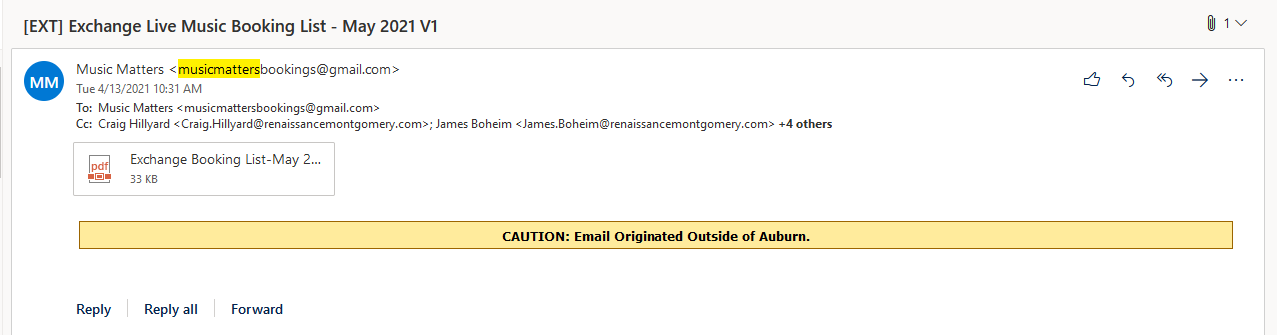 [EXT] Exchange Live Music Booking List - May 2021 V1
1
MM
Music Matters <musicmattersbookings@gmail.com>
Tue 4/13/2021 10:31 AM
To: Music Matters <musicmattersbookings@gmail.com>
Cc: Craig Hillyard <Craig.Hillyard@renaissancemontgomery.com>; James Boheim <James.Boheim@renaissancemontgomery.com> +4 others
pdf
Exchange Booking List-May 2...
33 KB
CAUTION: Email Originated Outside of Auburn.
Reply
Reply all
Forward